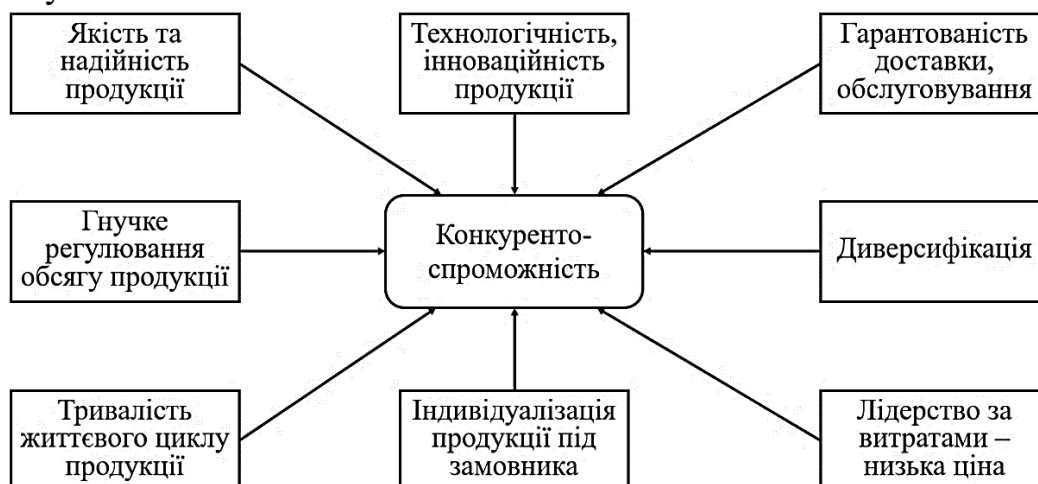 Якість та
надійність
продукції
Технологічність,
інноваційність
продукції
Гарантованість
доставки,
обслуговування
Гнучке
регулювання
обсягу продукції
Конкуренто-
спроможність
Диверсифікація
Тривалість
життєвого циклу
продукції
Індивідуалізація
продукції під
замовника
Лідерство за
витратами –
низька ціна